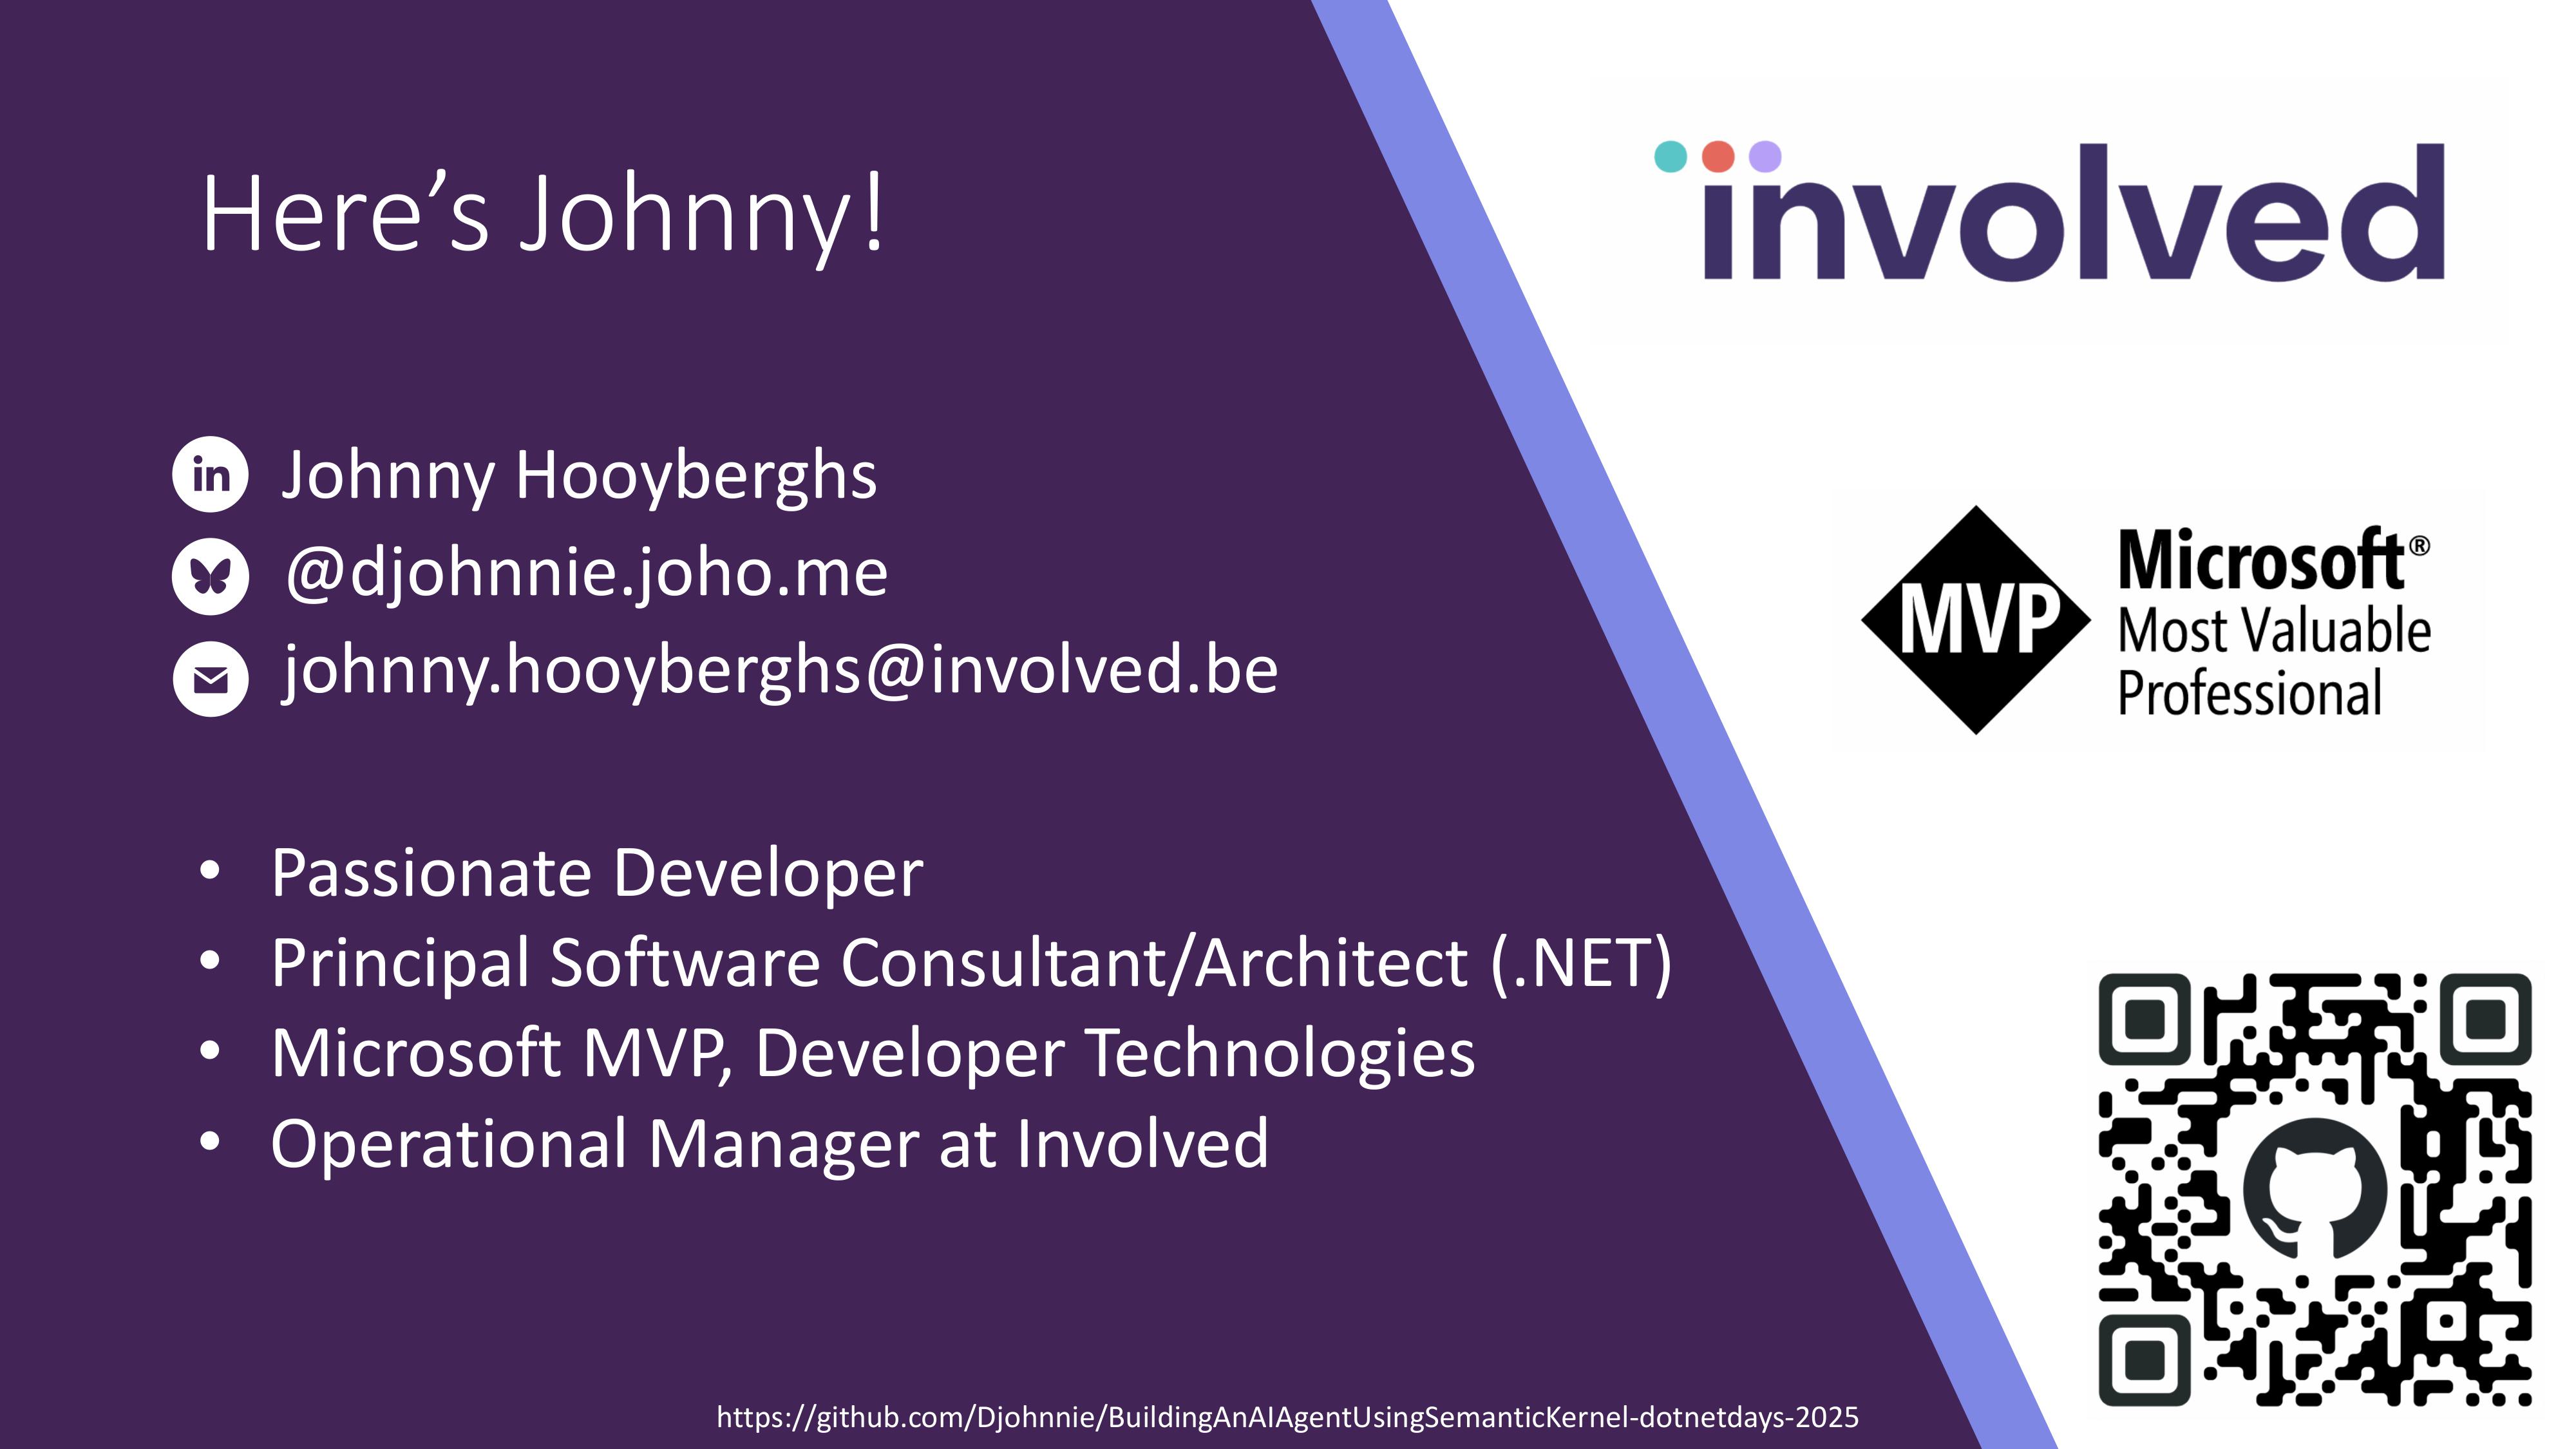 Here’s Johnny!
in
Johnny Hooyberghs
@djohnnie.joho.me
johnny.hooyberghs@involved.be
• Passionate Developer
• Principal Software Consultant/Architect (.NET)
• Microsoft MVP, Developer Technologies
• Operational Manager at Involved
https://github.com/Djohnnie/BuildingAnAIAgentUsingSemanticKernel-dotnetdays-2025
involved
MVP
Microsoft®
Most Valuable
Professional